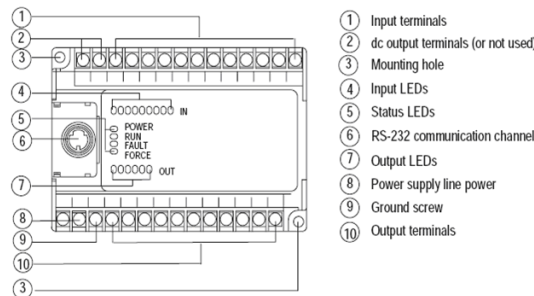 1
2
3
4
5
6
7
8
9
10
3
IN
POWER
RUN
FAULT
FORCE
OUT
1 Input terminals
2 dc output terminals (or not used)
3 Mounting hole
4 Input LEDs
5 Status LEDs
6 RS-232 communication channel
7 Output LEDs
8 Power supply line power
9 Ground screw
10 Output terminals